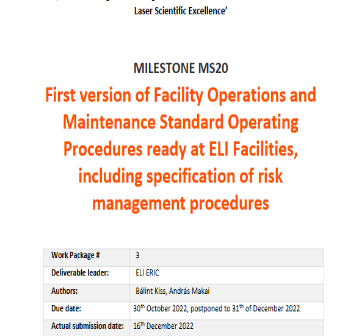 Laser Scientific Excellence'
MILESTONE MS20
First version of Facility Operations and
Maintenance Standard Operating
Procedures ready at ELI Facilities,
including specification of risk
management procedures
Work Package # 3
Deliverable leader: ELI ERIC
Authors: Bálint Kiss, András Makai
Due date: 30th October 2022, postponed to 31th of December 2022
Actual submission date: 16th December 2022